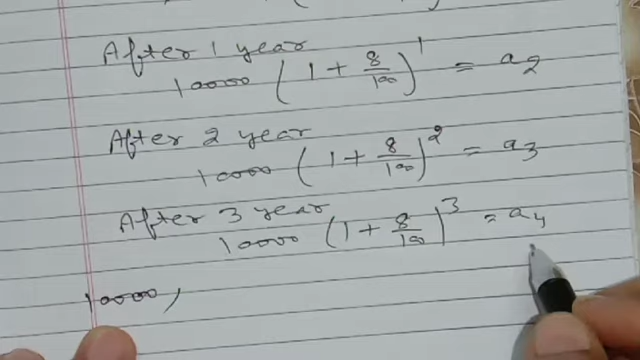 After 1 year
10000 (1 + 8/100)^1 = a2
After 2 year
10000 (1 + 8/100)^2 = a3
After 3 year
10000 (1 + 8/100)^3 = a4
10000,